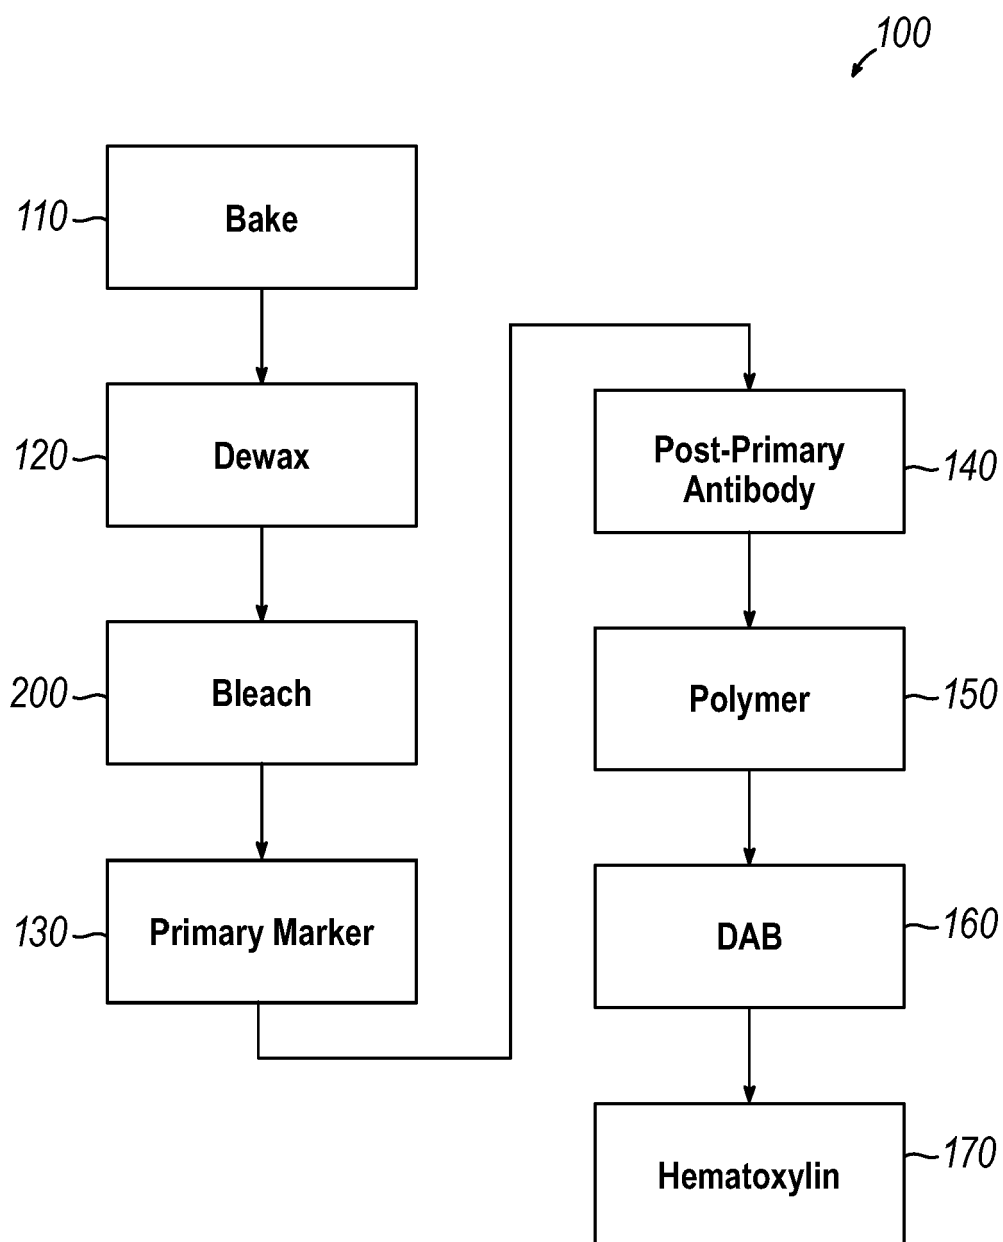 100
110
Bake
120
Dewax
200
Bleach
130
Primary Marker
Post-Primary
Antibody
140
Polymer
150
DAB
160
Hematoxylin
170